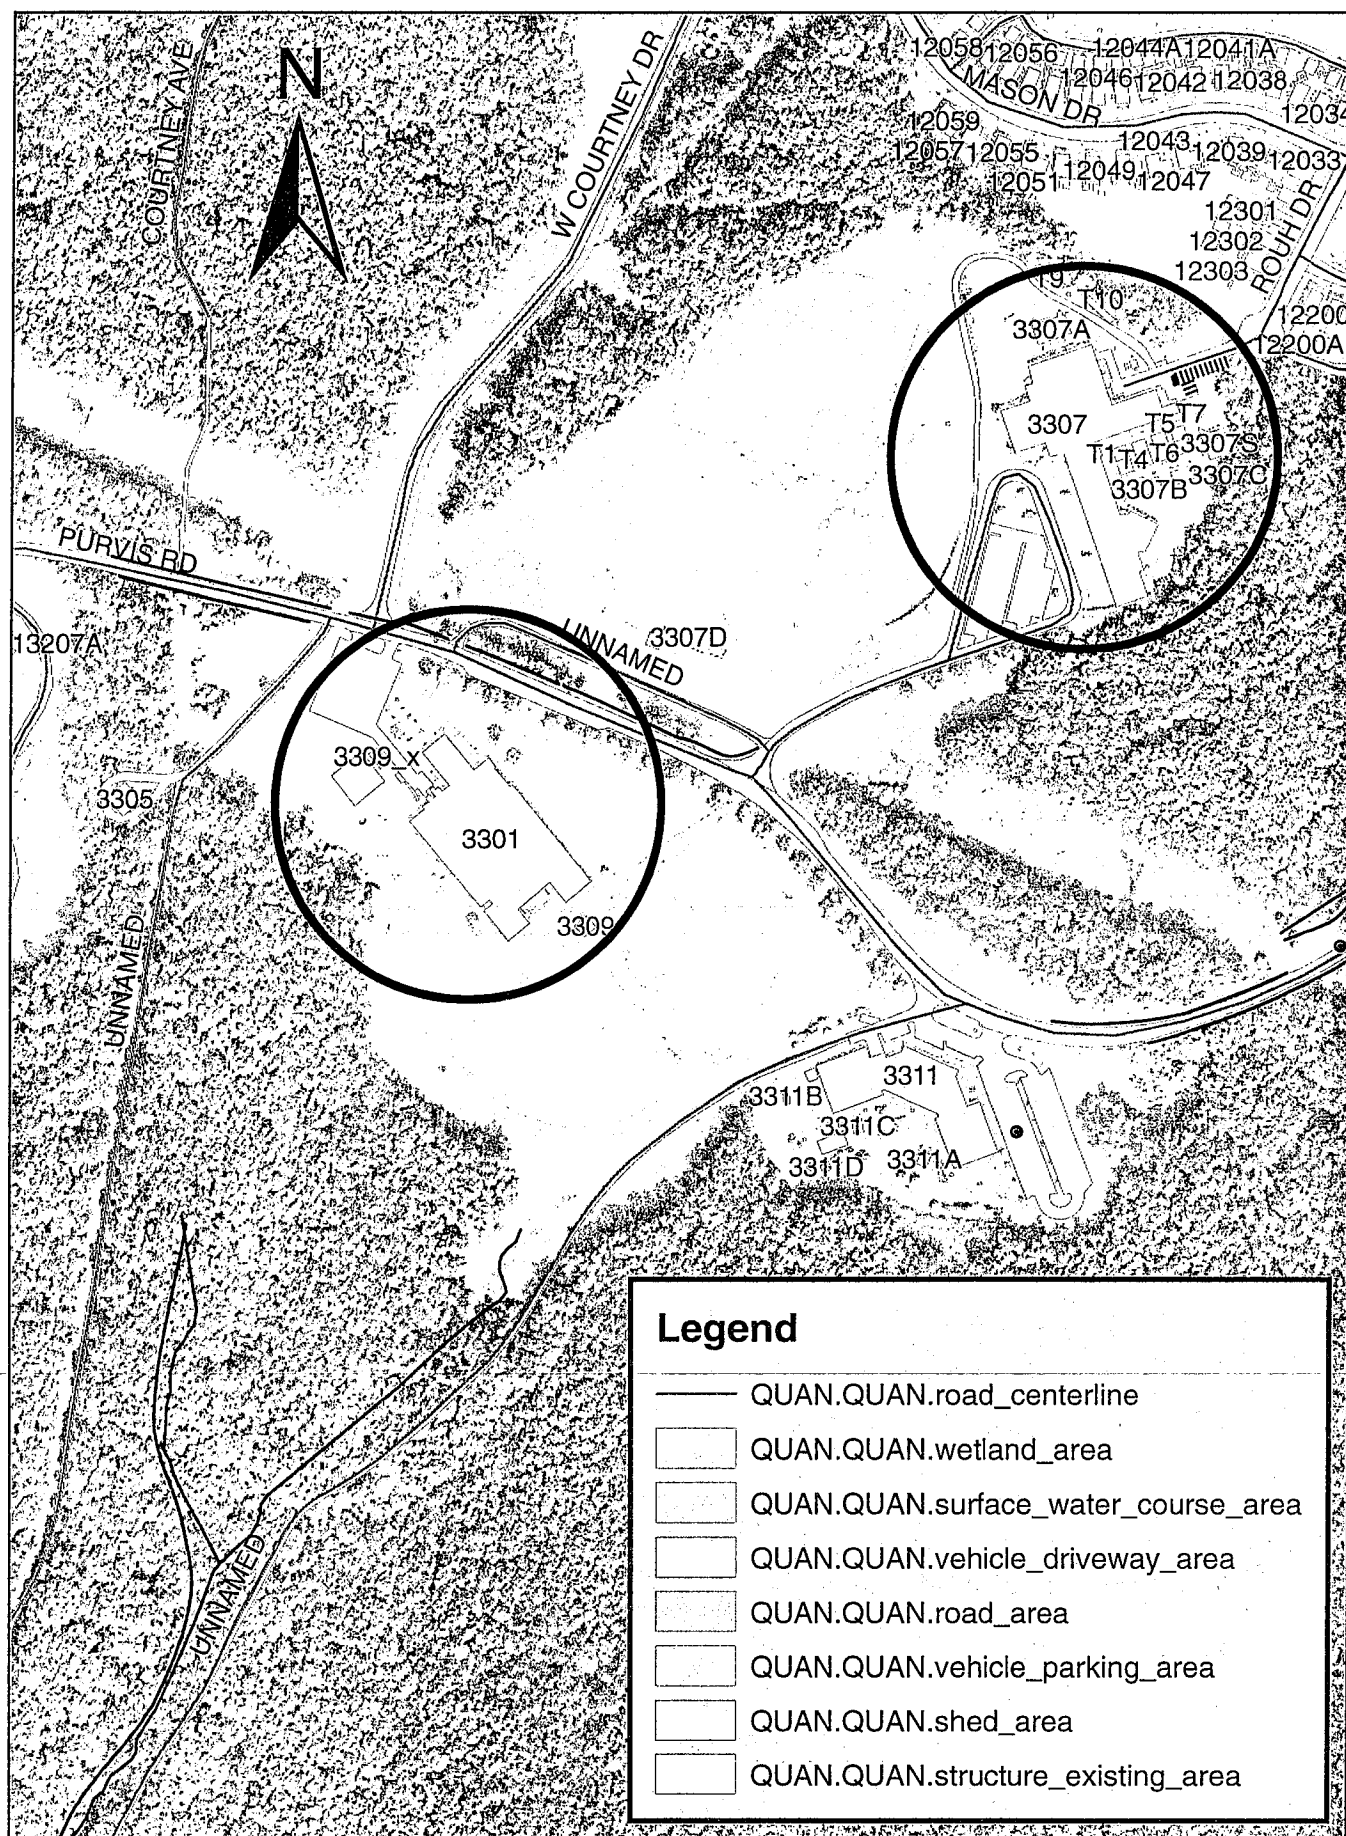 N
COURTNEY AVE
W COURTNEY DR
12058
12056
12044A
12041A
12046
12042
12038
MASON DR
12034
12059
12057
12055
12051
12049
12043
12047
12039
12033
12301
12302
12303
ROUH DR
12200
12200A
T9
T10
3307A
3307
T5
T7
T1
T4
T6
3307S
3307C
3307B
PURVIS RD
13207A
UNNAMED
3307D
3309_x
3305
3301
3309
UNNAMED
3311B
3311
3311C
3311D
3311A
UNNAMED
Legend
QUAN.QUAN.road_centerline
QUAN.QUAN.wetland_area
QUAN.QUAN.surface_water_course_area
QUAN.QUAN.vehicle_driveway_area
QUAN.QUAN.road_area
QUAN.QUAN.vehicle_parking_area
QUAN.QUAN.shed_area
QUAN.QUAN.structure_existing_area